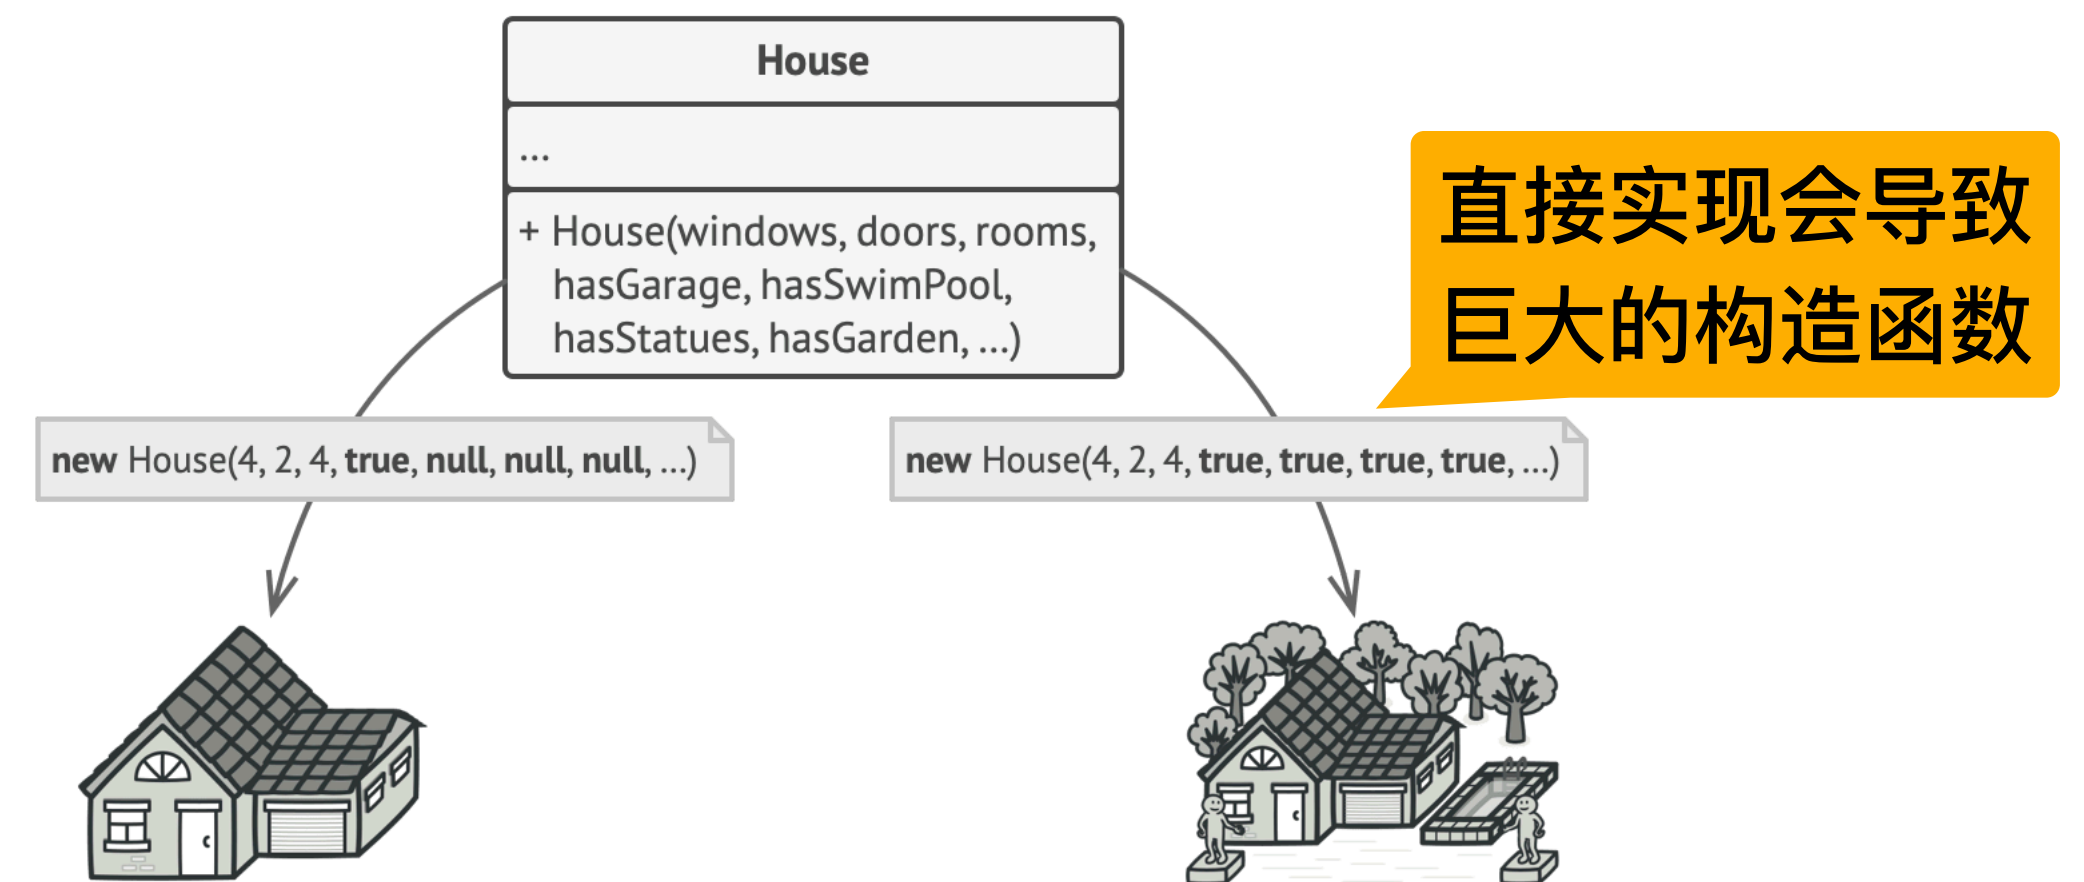 House
...
+ House(windows, doors, rooms,
hasGarage, hasSwimPool,
hasStatues, hasGarden, ...)
直接实现会导致
巨大的构造函数
new House(4, 2, 4, true, null, null, null, ...)
new House(4, 2, 4, true, true, true, true, ...)